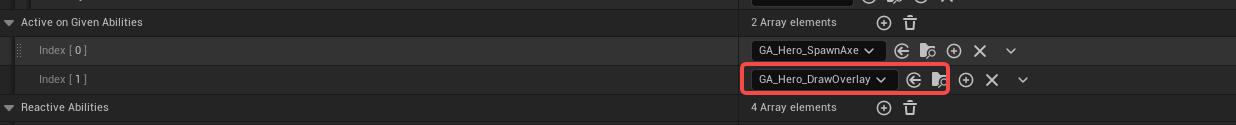 Active on Given Abilities 2 Array elements
Index [ 0 ] GA_Hero_SpawnAxe
Index [ 1 ] GA_Hero_DrawOverlay
Reactive Abilities 4 Array elements